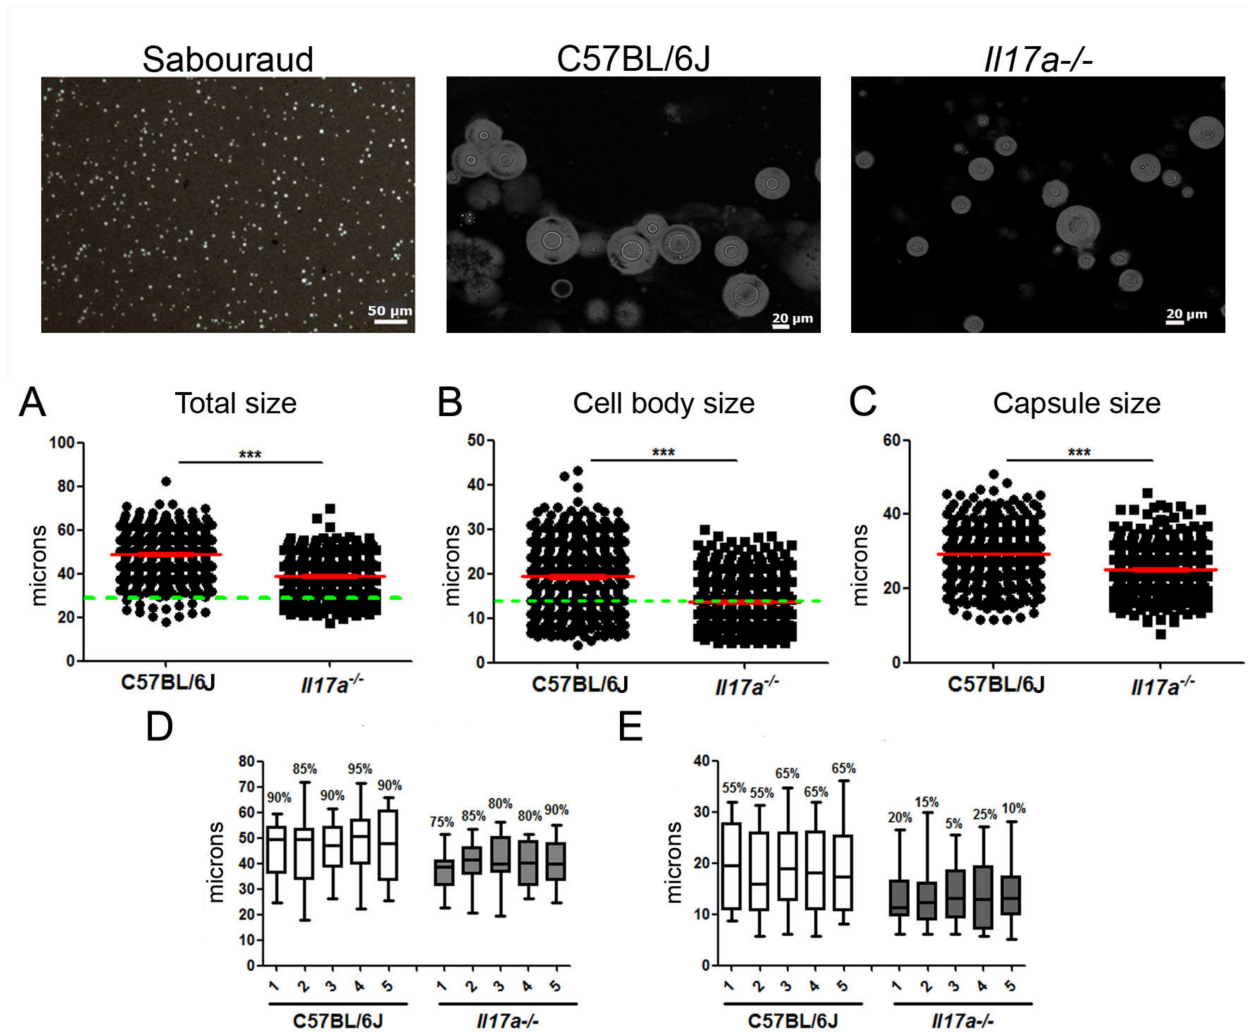 Sabouraud
C57BL/6J
Il17a-/-
50 µm
20 µm
20 µm
A
Total size
B
Cell body size
C
Capsule size
microns
100
80
60
40
20
0
***
C57BL/6J
Il17a-/-
microns
50
40
30
20
10
0
***
C57BL/6J
Il17a-/-
microns
60
40
20
0
***
C57BL/6J
Il17a-/-
D
microns
80
70
60
50
40
30
20
10
0
90%
85%
90%
95%
90%
75%
85%
80%
80%
90%
1 2 3 4 5
1 2 3 4 5
C57BL/6J
Il17a-/-
E
microns
40
30
20
10
0
55%
55%
65%
65%
65%
20%
15%
5%
25%
10%
1 2 3 4 5
1 2 3 4 5
C57BL/6J
Il17a-/-